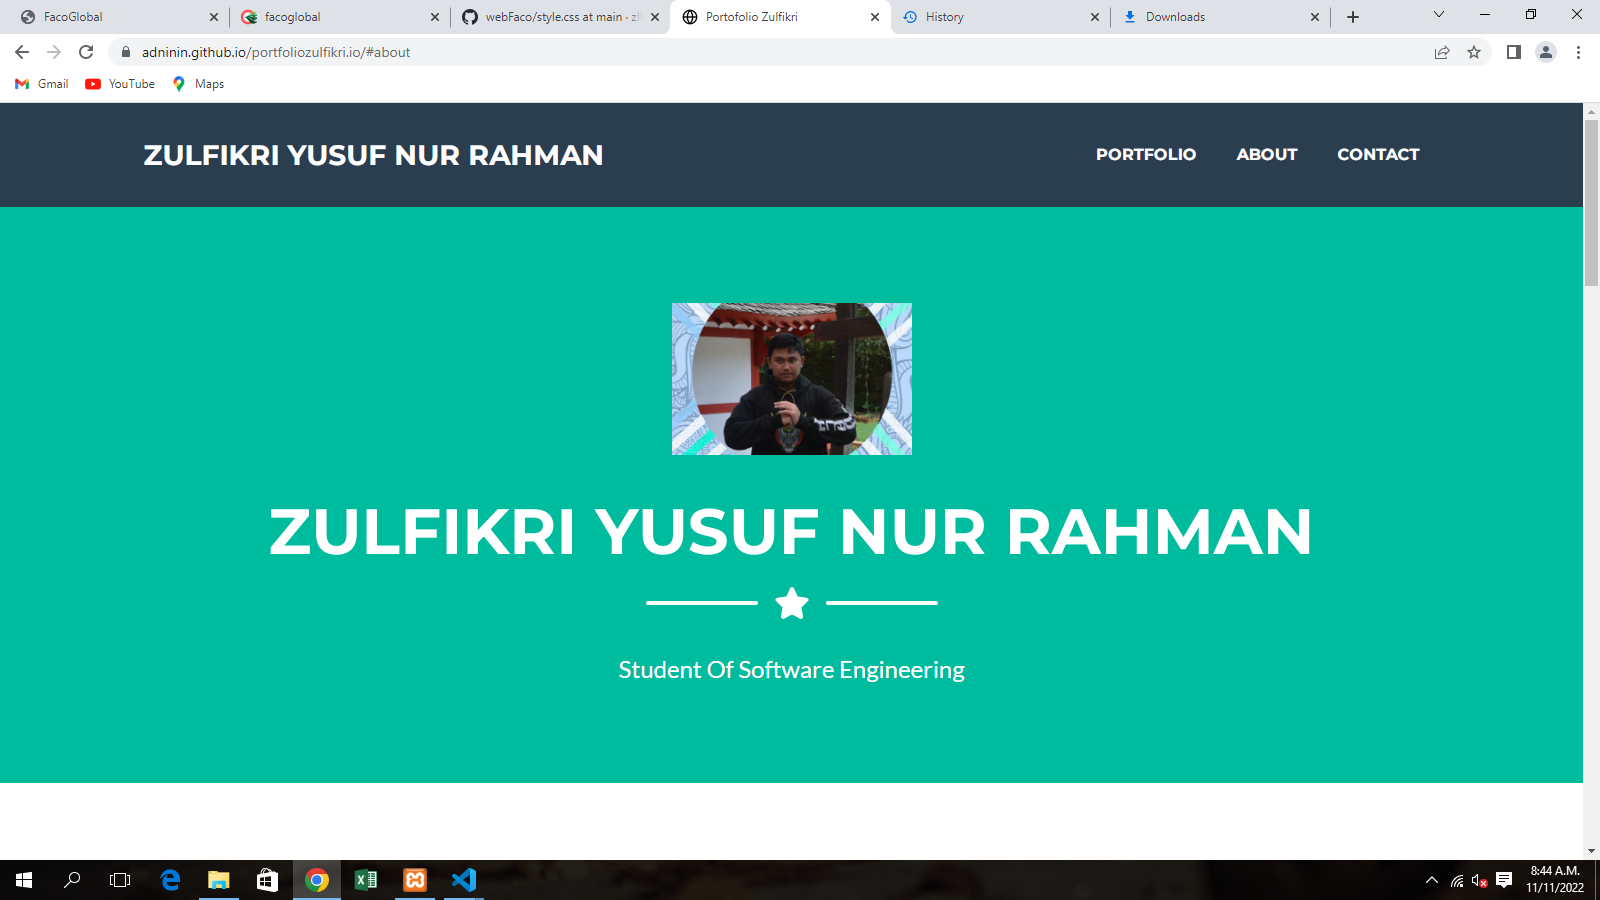 FacoGlobal
facoglobal
webFaco/style.css at main · zl
Portofolio Zulfikri
History
Downloads
adninin.github.io/portfoliozulfikri.io/#about
Gmail
YouTube
Maps
ZULFIKRI YUSUF NUR RAHMAN
PORTFOLIO
ABOUT
CONTACT
ZULFIKRI YUSUF NUR RAHMAN
Student Of Software Engineering
8:44 A.M.
11/11/2022